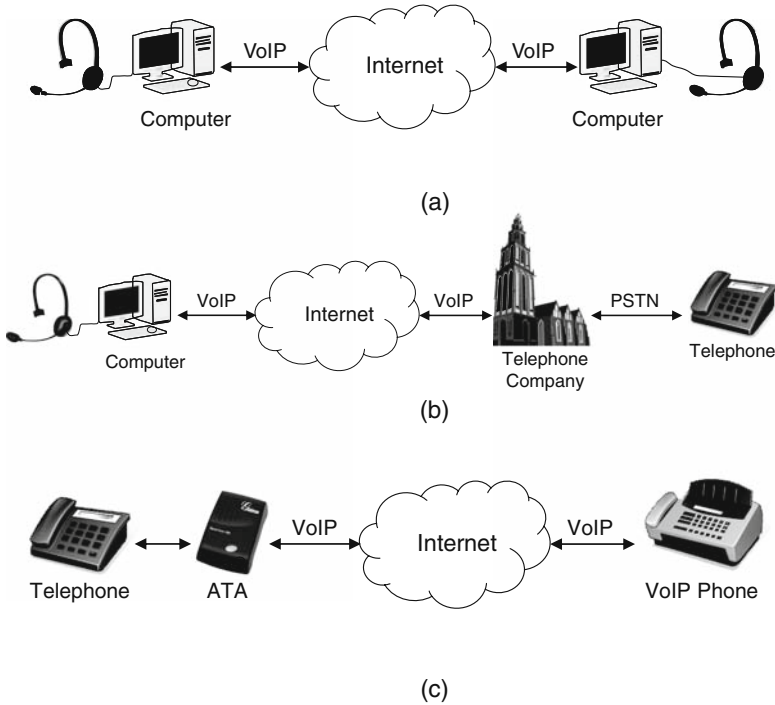 VoIP
Internet
VoIP
Computer
Computer
(a)
VoIP
Internet
VoIP
PSTN
Computer
Telephone
Company
Telephone
(b)
VoIP
Internet
VoIP
Telephone
ATA
VoIP Phone
(c)